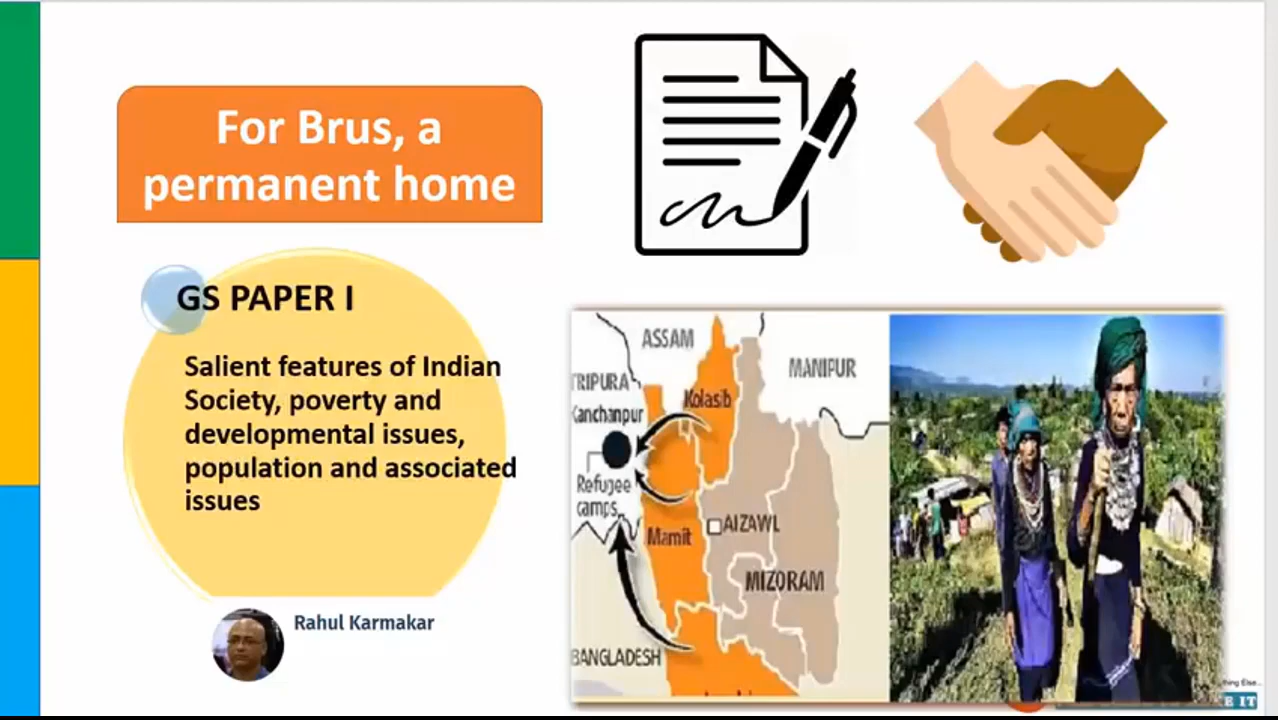 For Brus, a
permanent home
GS PAPER I
Salient features of Indian
Society, poverty and
developmental issues,
population and associated
issues
Rahul Karmakar
ASSAM
MANIPUR
TRIPURA
Kolasib
Kanchanpur
Refugee
camps
Mamit
AIZAWL
MIZORAM
BANGLADESH